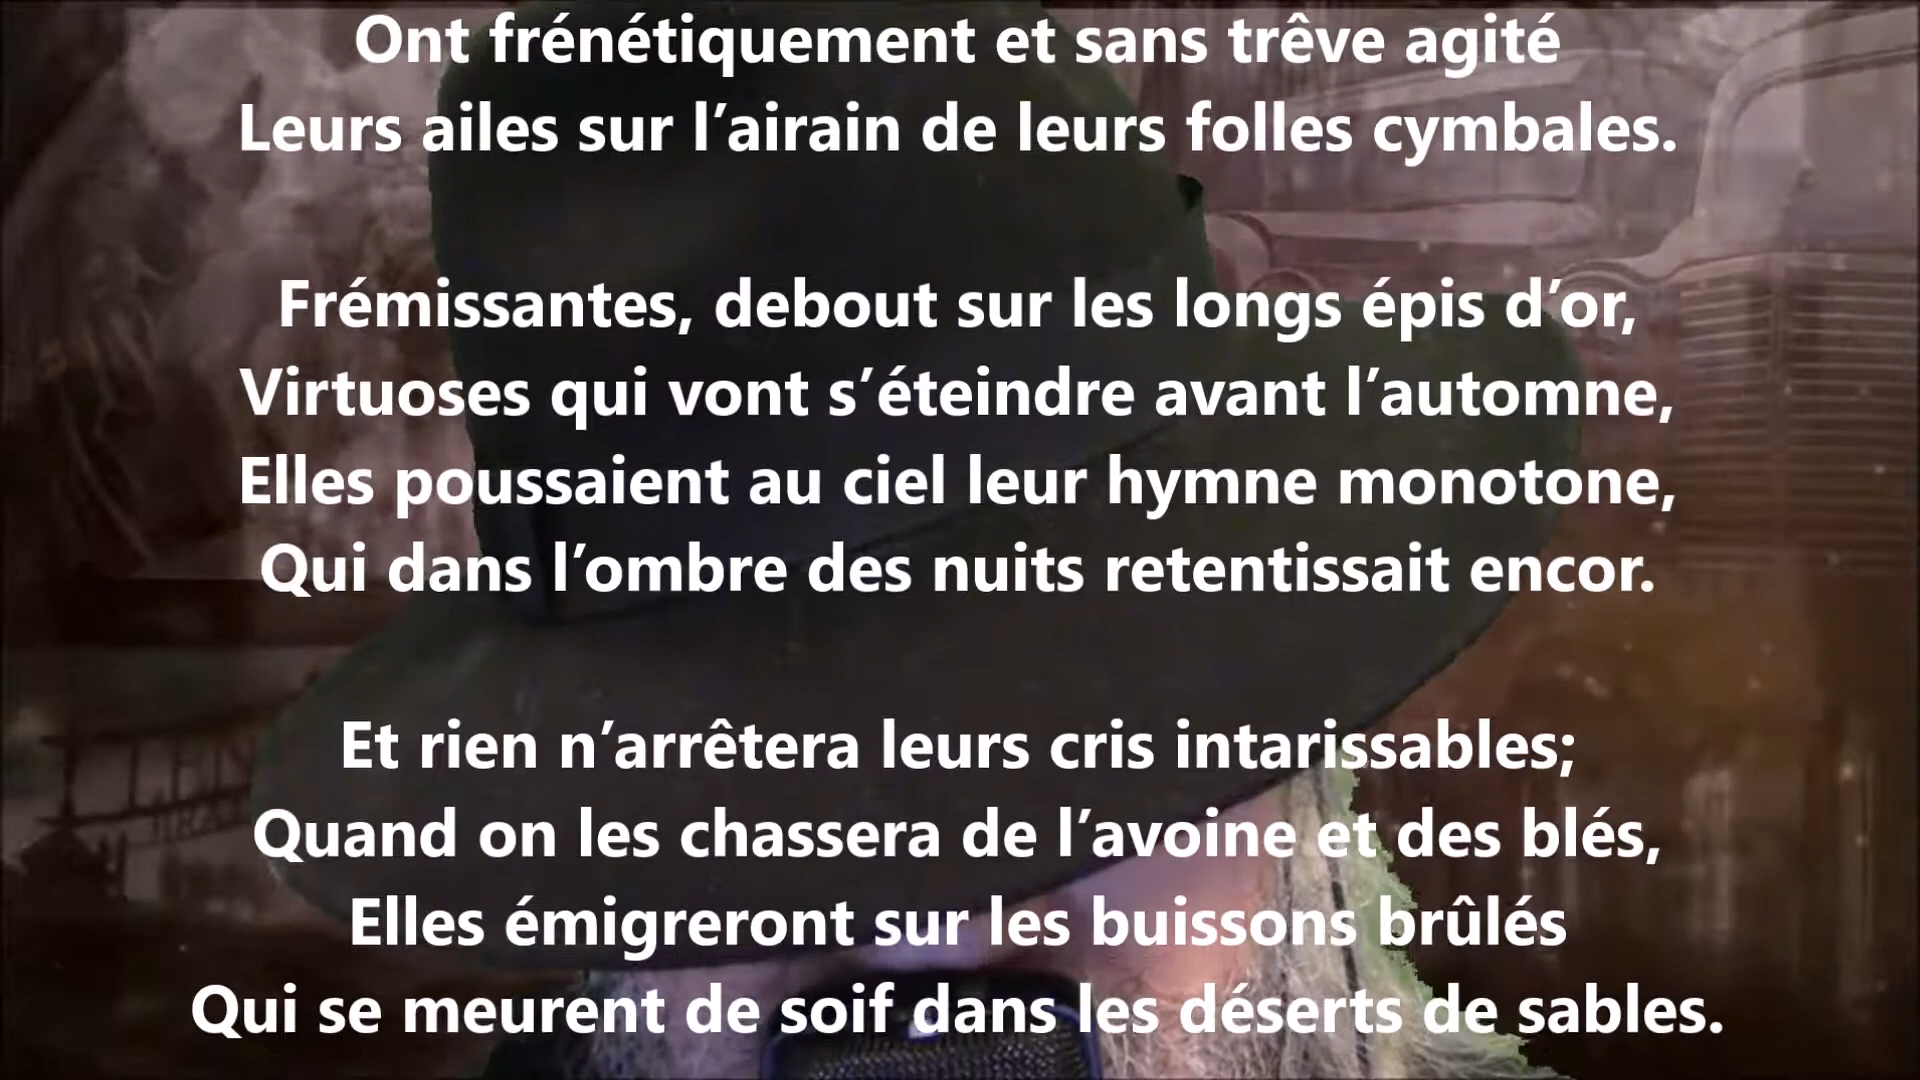 Ont frénétiquement et sans trêve agité
Leurs ailes sur l’airain de leurs folles cymbales.
Frémissantes, debout sur les longs épis d’or,
Virtuoses qui vont s’éteindre avant l’automne,
Elles poussaient au ciel leur hymne monotone,
Qui dans l’ombre des nuits retentissait encor.
Et rien n’arrêtera leurs cris intarissables;
Quand on les chassera de l’avoine et des blés,
Elles émigreront sur les buissons brûlés
Qui se meurent de soif dans les déserts de sables.